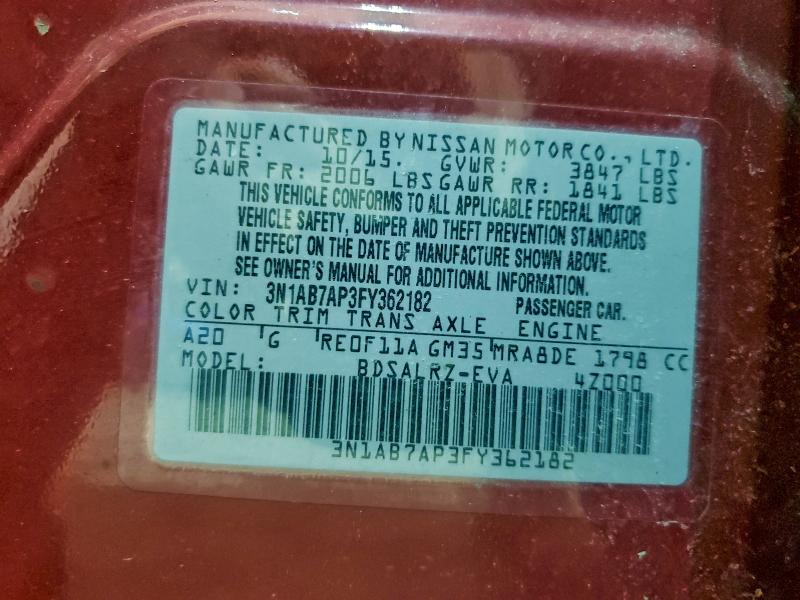 MANUFACTURED BY NISSAN MOTOR CO., LTD.
DATE: 10/15. GVWR: 3847 LBS
GAWR FR: 2006 LBS GAWR RR: 1841 LBS
THIS VEHICLE CONFORMS TO ALL APPLICABLE FEDERAL MOTOR
VEHICLE SAFETY, BUMPER AND THEFT PREVENTION STANDARDS
IN EFFECT ON THE DATE OF MANUFACTURE SHOWN ABOVE.
SEE OWNER'S MANUAL FOR ADDITIONAL INFORMATION.
VIN: 3N1AB7AP3FY362182 PASSENGER CAR.
COLOR TRIM TRANS AXLE ENGINE
A20 G RE0F11A GM35 MRA8DE 1798 CC
MODEL: BDSALRZ-EVA 4Z000
3N1AB7AP3FY362182